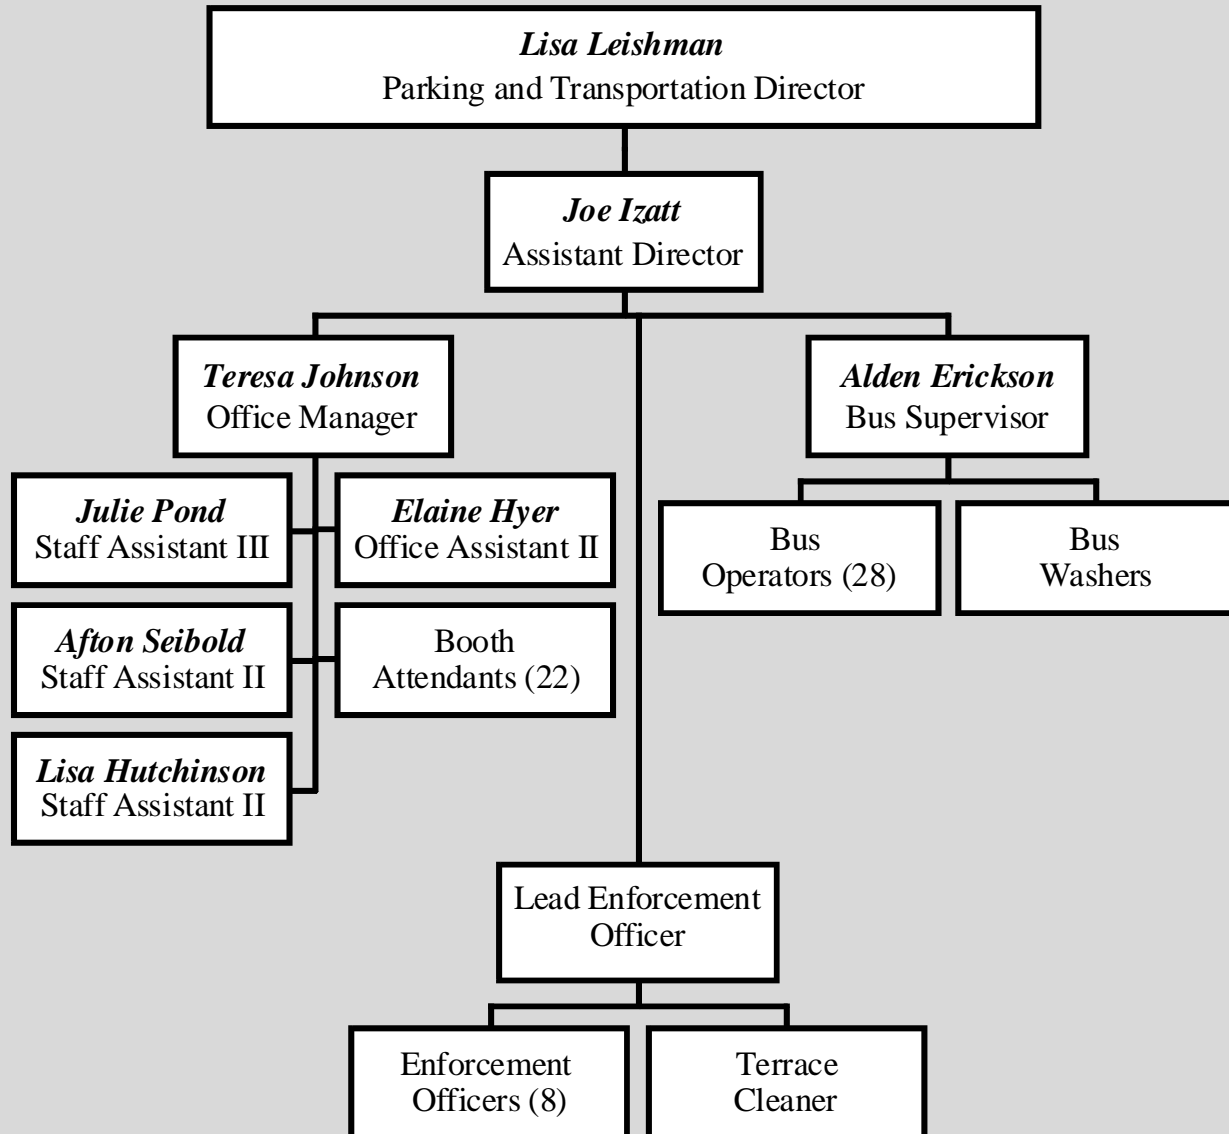 Lisa Leishman
Parking and Transportation Director
Joe Izatt
Assistant Director
Teresa Johnson
Office Manager
Alden Erickson
Bus Supervisor
Julie Pond
Staff Assistant III
Elaine Hyer
Office Assistant II
Bus
Operators (28)
Bus
Washers
Afton Seibold
Staff Assistant II
Booth
Attendants (22)
Lisa Hutchinson
Staff Assistant II
Lead Enforcement
Officer
Enforcement
Officers (8)
Terrace
Cleaner